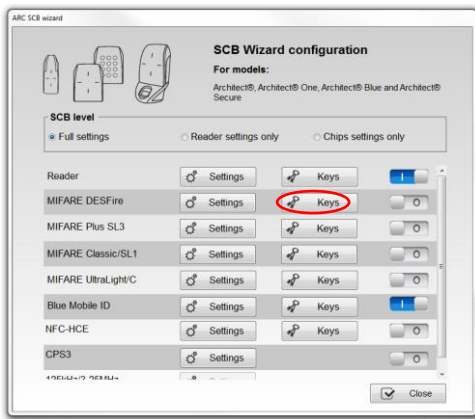 ARC SCB wizard
SCB Wizard configuration
For models:
Architect®, Architect® One, Architect® Blue and Architect®
Secure
SCB level
Full settings Reader settings only Chips settings only
Reader Settings Keys I
MIFARE DESFire Settings Keys O
MIFARE Plus SL3 Settings Keys O
MIFARE Classic/SL1 Settings Keys O
MIFARE UltraLight/C Settings Keys O
Blue Mobile ID Settings Keys I
NFC-HCE Settings Keys O
CPS3 Settings O
125kHz/3.25MHz
Close